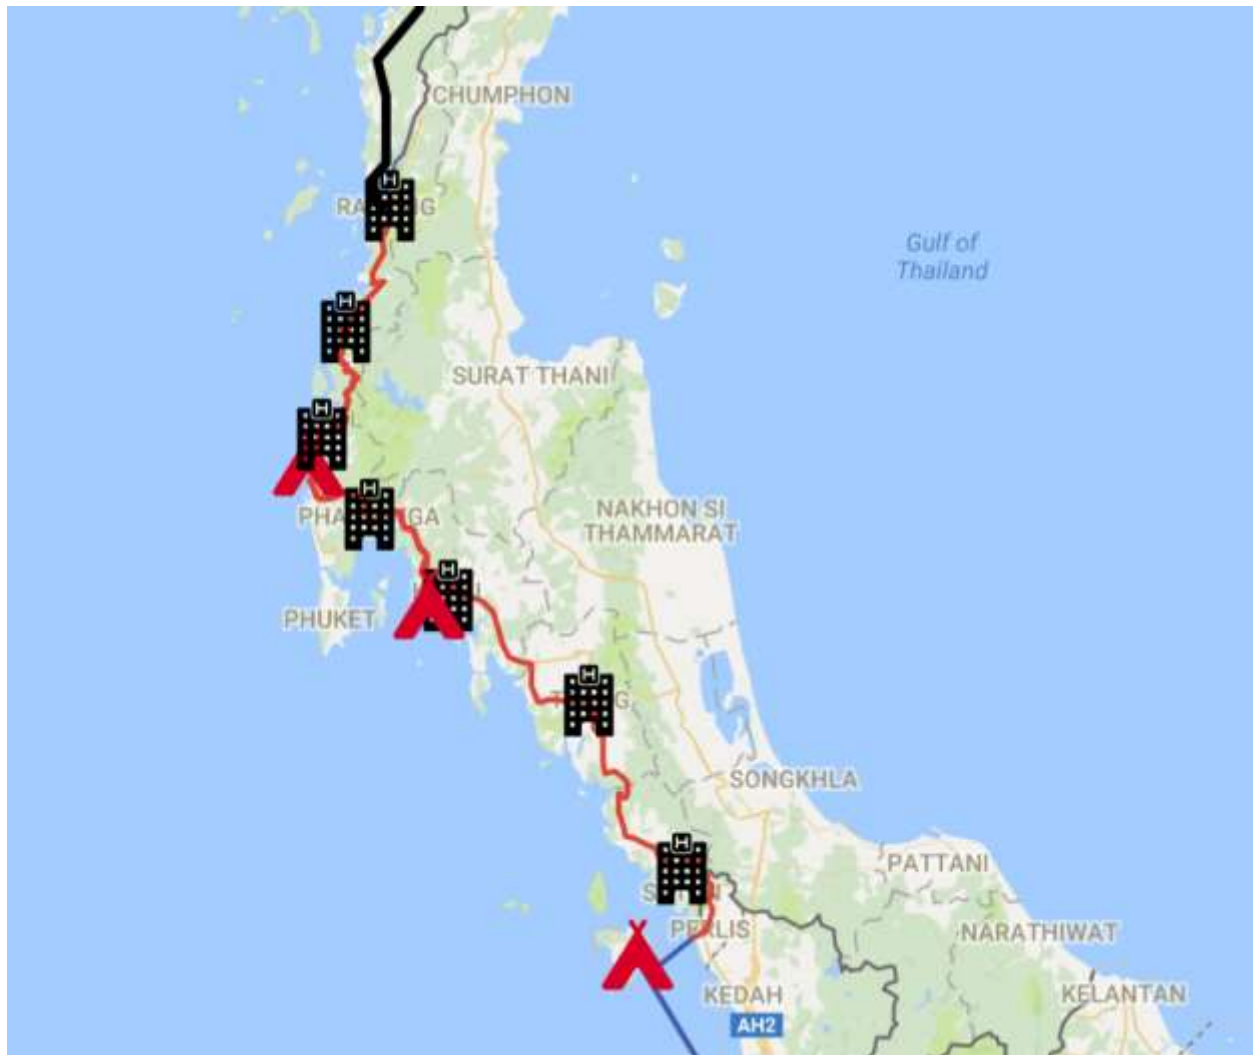 CHUMPHON
Gulf of
Thailand
SURAT THANI
NAKHON SI
THAMMARAT
PHUKET
SONGKHLA
PATTANI
PERLIS
NARATHIWAT
KEDAH
KELANTAN
AH2
H
H
H
H
H
H
H